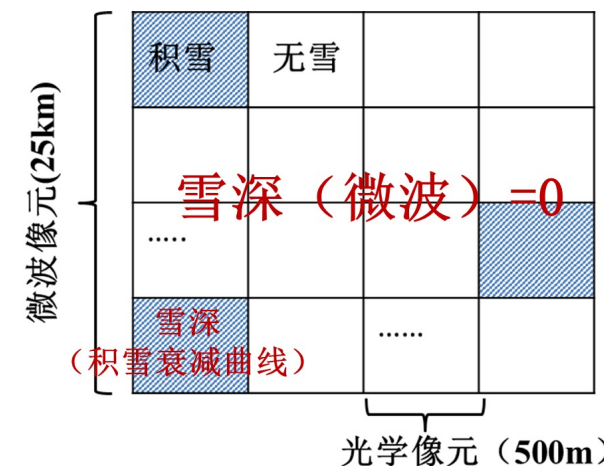 积雪 无雪
微波像元(25km)
雪深（微波）=0
.....
雪深
（积雪衰减曲线）
......
光学像元（500m）